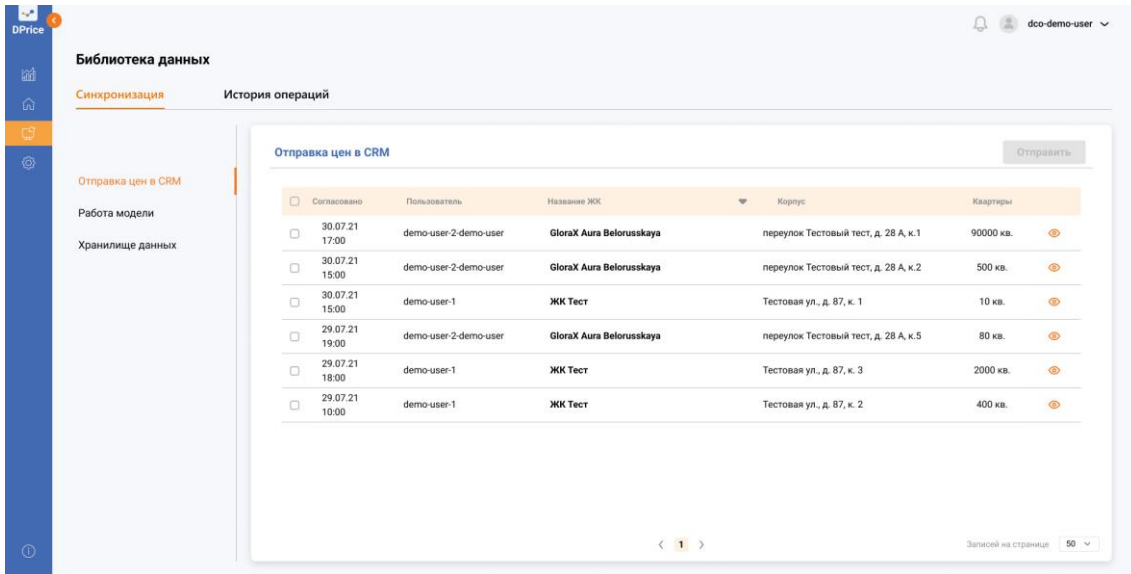 DPrice
dco-demo-user
Библиотека данных
Синхронизация
История операций
Отправка цен в CRM
Работа модели
Хранилище данных
Отправка цен в CRM
Отправить
Согласовано Пользователь Название ЖК Корпус Квартиры
30.07.21
17:00
demo-user-2-demo-user GloraX Aura Belorusskaya переулок Тестовый тест, д. 28 А, к.1 90000 кв.
30.07.21
15:00
demo-user-2-demo-user GloraX Aura Belorusskaya переулок Тестовый тест, д. 28 А, к.2 500 кв.
30.07.21
15:00
demo-user-1 ЖК Тест Тестовая ул., д. 87, к. 1 10 кв.
29.07.21
19:00
demo-user-2-demo-user GloraX Aura Belorusskaya переулок Тестовый тест, д. 28 А, к.5 80 кв.
29.07.21
18:00
demo-user-1 ЖК Тест Тестовая ул., д. 87, к. 3 2000 кв.
29.07.21
10:00
demo-user-1 ЖК Тест Тестовая ул., д. 87, к. 2 400 кв.
1
Записей на странице 50